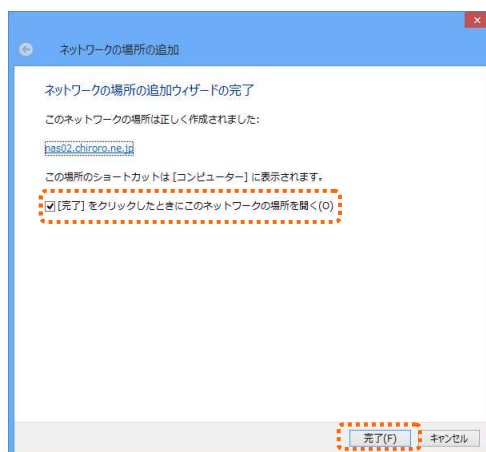 ネットワークの場所の追加
ネットワークの場所の追加ウィザードの完了
このネットワークの場所は正しく作成されました:
nas02.chiroro.ne.jp
この場所のショートカットは [コンピューター] に表示されます。
[完了] をクリックしたときにこのネットワークの場所を開く(O)
完了(F) キャンセル